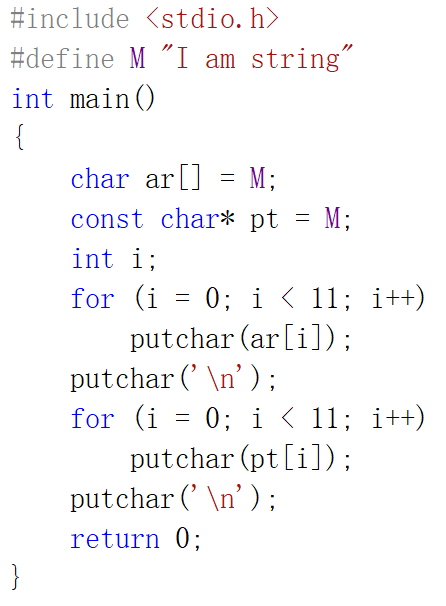 #include <stdio.h>
#define M "I am string"
int main()
{
    char ar[] = M;
    const char* pt = M;
    int i;
    for (i = 0; i < 11; i++)
        putchar(ar[i]);
    putchar('\n');
    for (i = 0; i < 11; i++)
        putchar(pt[i]);
    putchar('\n');
    return 0;
}